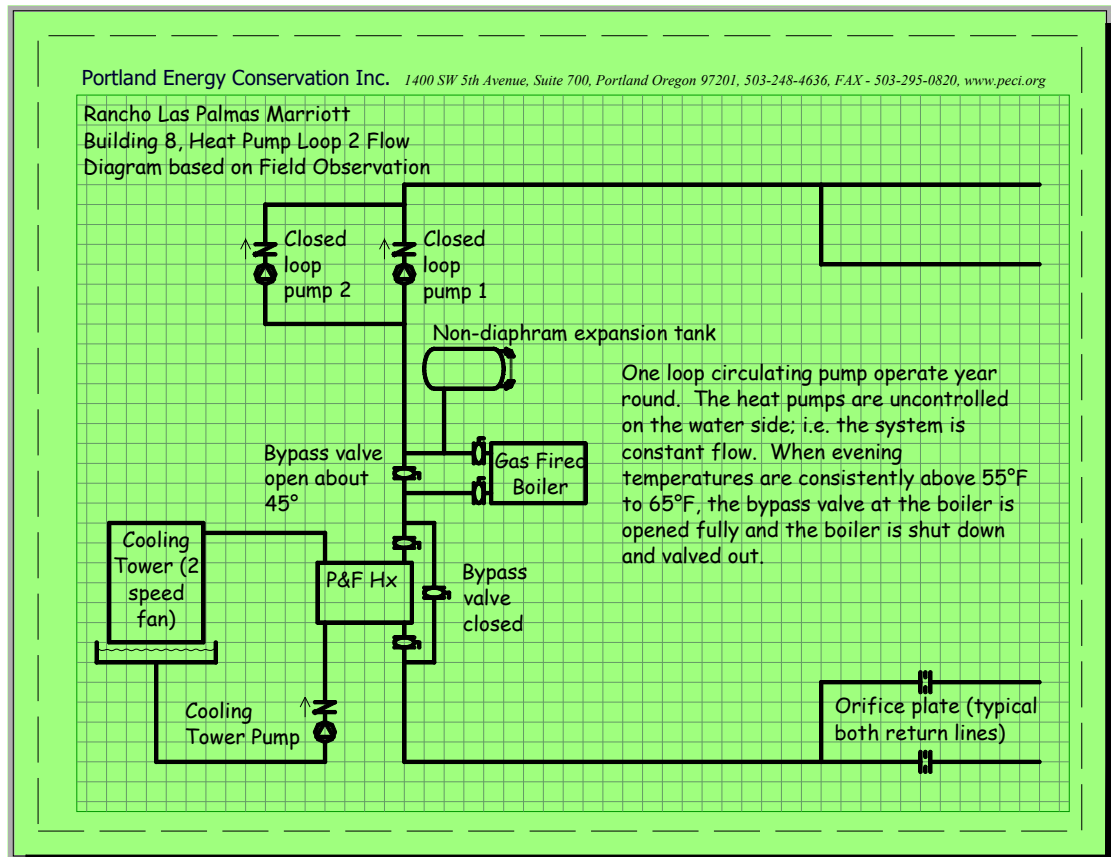 Portland Energy Conservation Inc. 1400 SW 5th Avenue, Suite 700, Portland Oregon 97201, 503-248-4636, FAX - 503-295-0820, www.peci.org
Rancho Las Palmas Marriott
Building 8, Heat Pump Loop 2 Flow
Diagram based on Field Observation
Closed
loop
pump 2
Closed
loop
pump 1
Non-diaphram expansion tank
One loop circulating pump operate year
round. The heat pumps are uncontrolled
on the water side; i.e. the system is
constant flow. When evening
temperatures are consistently above 55°F
to 65°F, the bypass valve at the boiler is
opened fully and the boiler is shut down
and valved out.
Bypass valve
open about
45°
Gas Fired
Boiler
Cooling
Tower (2
speed
fan)
P&F Hx
Bypass
valve
closed
Cooling
Tower Pump
Orifice plate (typical
both return lines)